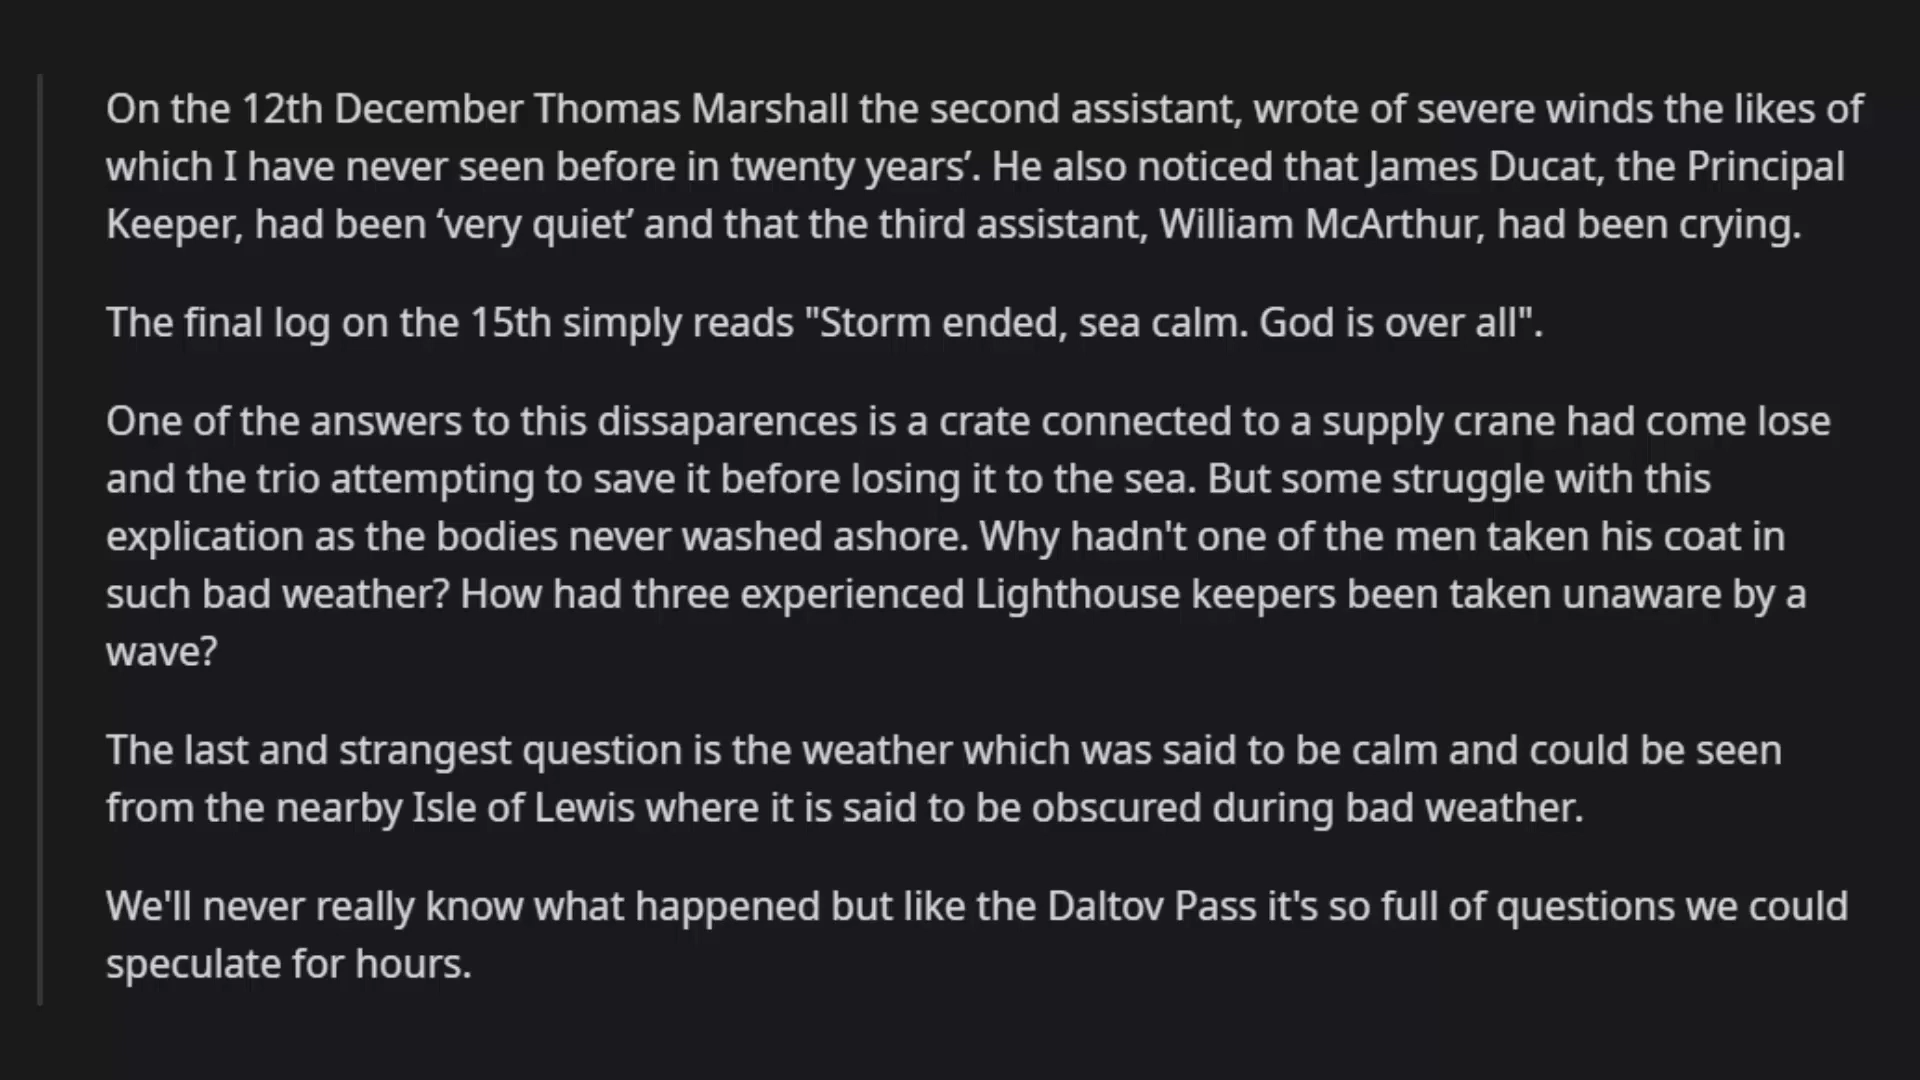 On the 12th December Thomas Marshall the second assistant, wrote of severe winds the likes of
which I have never seen before in twenty years’. He also noticed that James Ducat, the Principal
Keeper, had been ‘very quiet’ and that the third assistant, William McArthur, had been crying.
The final log on the 15th simply reads "Storm ended, sea calm. God is over all".
One of the answers to this dissaparences is a crate connected to a supply crane had come lose
and the trio attempting to save it before losing it to the sea. But some struggle with this
explication as the bodies never washed ashore. Why hadn't one of the men taken his coat in
such bad weather? How had three experienced Lighthouse keepers been taken unaware by a
wave?
The last and strangest question is the weather which was said to be calm and could be seen
from the nearby Isle of Lewis where it is said to be obscured during bad weather.
We'll never really know what happened but like the Daltov Pass it's so full of questions we could
speculate for hours.